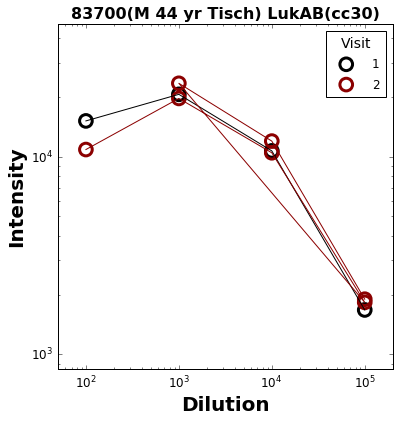 83700(M 44 yr Tisch) LukAB(cc30)
Visit
1
2
Intensity
10^4
10^3
10^2 10^3 10^4 10^5
Dilution